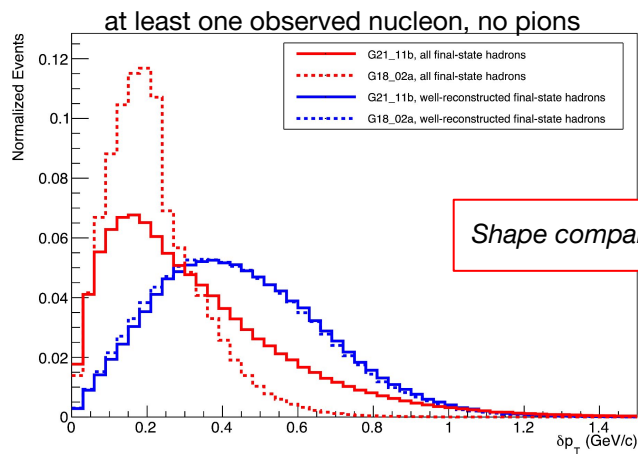 at least one observed nucleon, no pions
Normalized Events
0.12
0.1
0.08
0.06
0.04
0.02
0
G21_11b, all final-state hadrons
G18_02a, all final-state hadrons
G21_11b, well-reconstructed final-state hadrons
G18_02a, well-reconstructed final-state hadrons
Shape compa
0 0.2 0.4 0.6 0.8 1 1.2 1.4
δp_T (GeV/c)